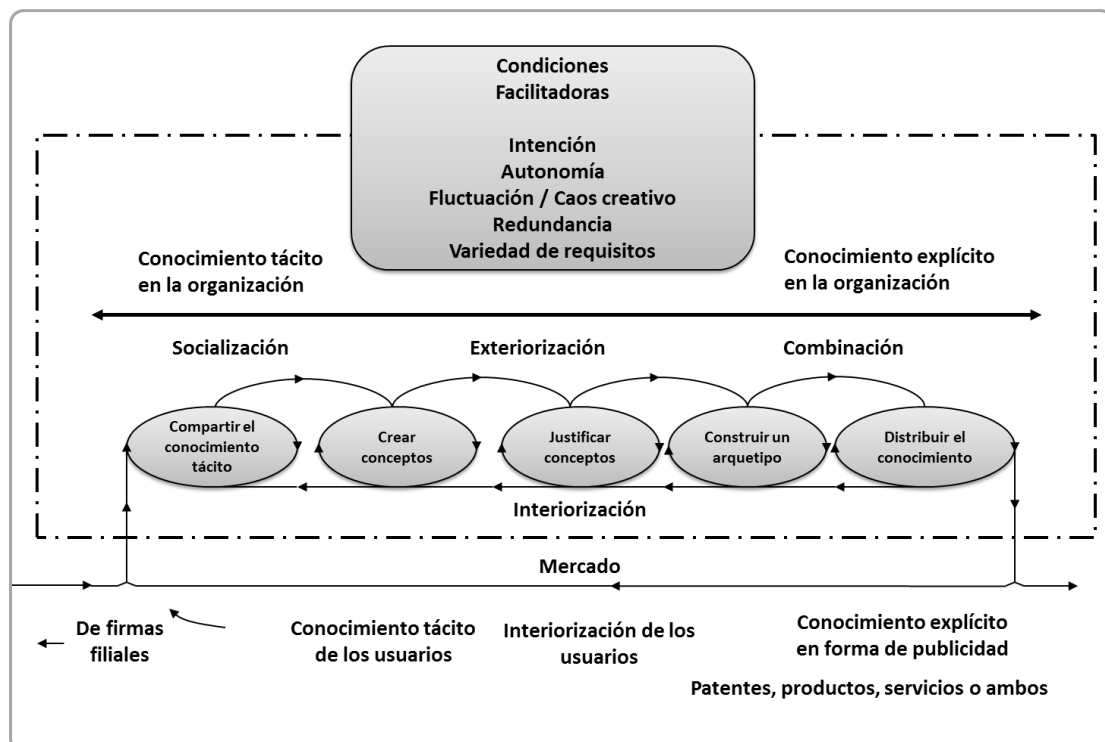 Condiciones
Facilitadoras
Intención
Autonomía
Fluctuación / Caos creativo
Redundancia
Variedad de requisitos
Conocimiento tácito
en la organización
Conocimiento explícito
en la organización
Socialización
Exteriorización
Combinación
Compartir el
conocimiento
tácito
Crear
conceptos
Justificar
conceptos
Construir un
arquetipo
Distribuir el
conocimiento
Interiorización
Mercado
De firmas
filiales
Conocimiento tácito
de los usuarios
Interiorización de los
usuarios
Conocimiento explícito
en forma de publicidad
Patentes, productos, servicios o ambos